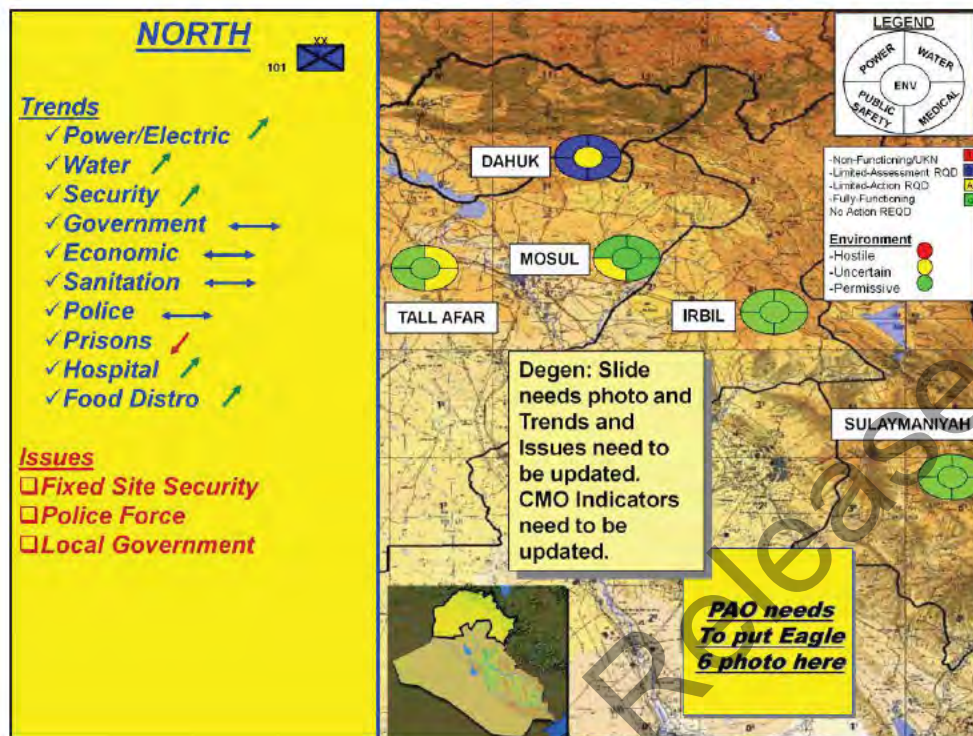 NORTH
XX
101
Trends
✓Power/Electric
✓Water
✓Security
✓Government
✓Economic
✓Sanitation
✓Police
✓Prisons
✓Hospital
✓Food Distro
Issues
❑Fixed Site Security
❑Police Force
❑Local Government
LEGEND
POWER
WATER
ENV
PUBLIC
SAFETY
MEDICAL
-Non-Functioning/UKN
-Limited-Assessment RQD
-Limited-Action RQD
-Fully-Functioning
No Action REQD
Environment
-Hostile
-Uncertain
-Permissive
DAHUK
MOSUL
TALL AFAR
IRBIL
SULAYMANIYAH
Degen: Slide
needs photo and
Trends and
Issues need to
be updated.
CMO Indicators
need to be
updated.
PAO needs
To put Eagle
6 photo here
Release